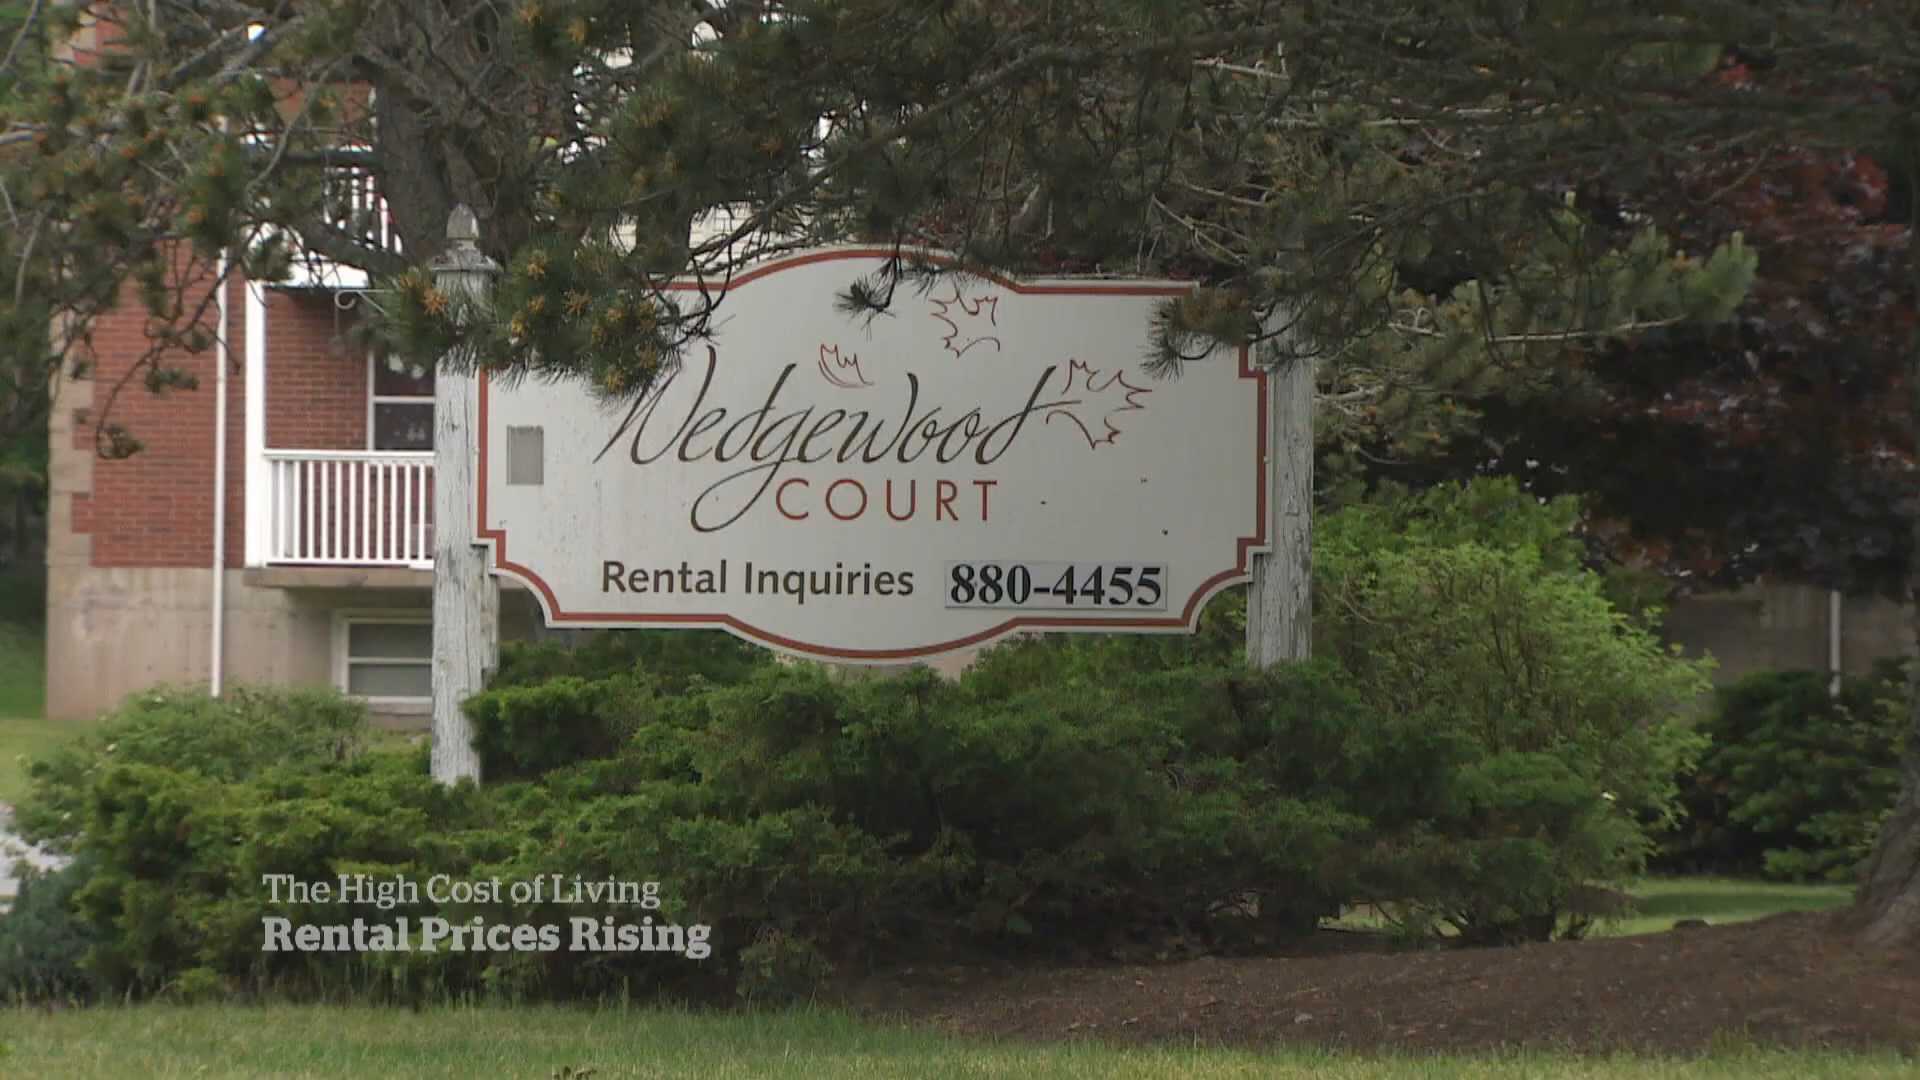 Wedgewood
COURT
Rental Inquiries 880-4455
The High Cost of Living
Rental Prices Rising